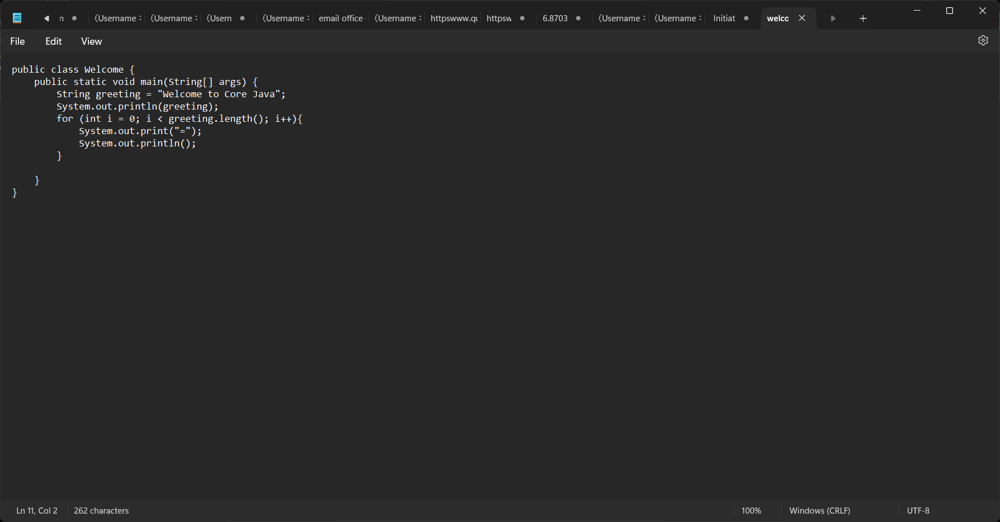 n (Username : (Username : (Usern (Username : email office (Username : httpswww.qu httpsw 6.8703 (Username : (Username : Initiat welcc
File Edit View
public class Welcome {
    public static void main(String[] args) {
        String greeting = "Welcome to Core Java";
        System.out.println(greeting);
        for (int i = 0; i < greeting.length(); i++){
            System.out.print("=");
            System.out.println();
        }
    }
}
Ln 11, Col 2 262 characters 100% Windows (CRLF) UTF-8